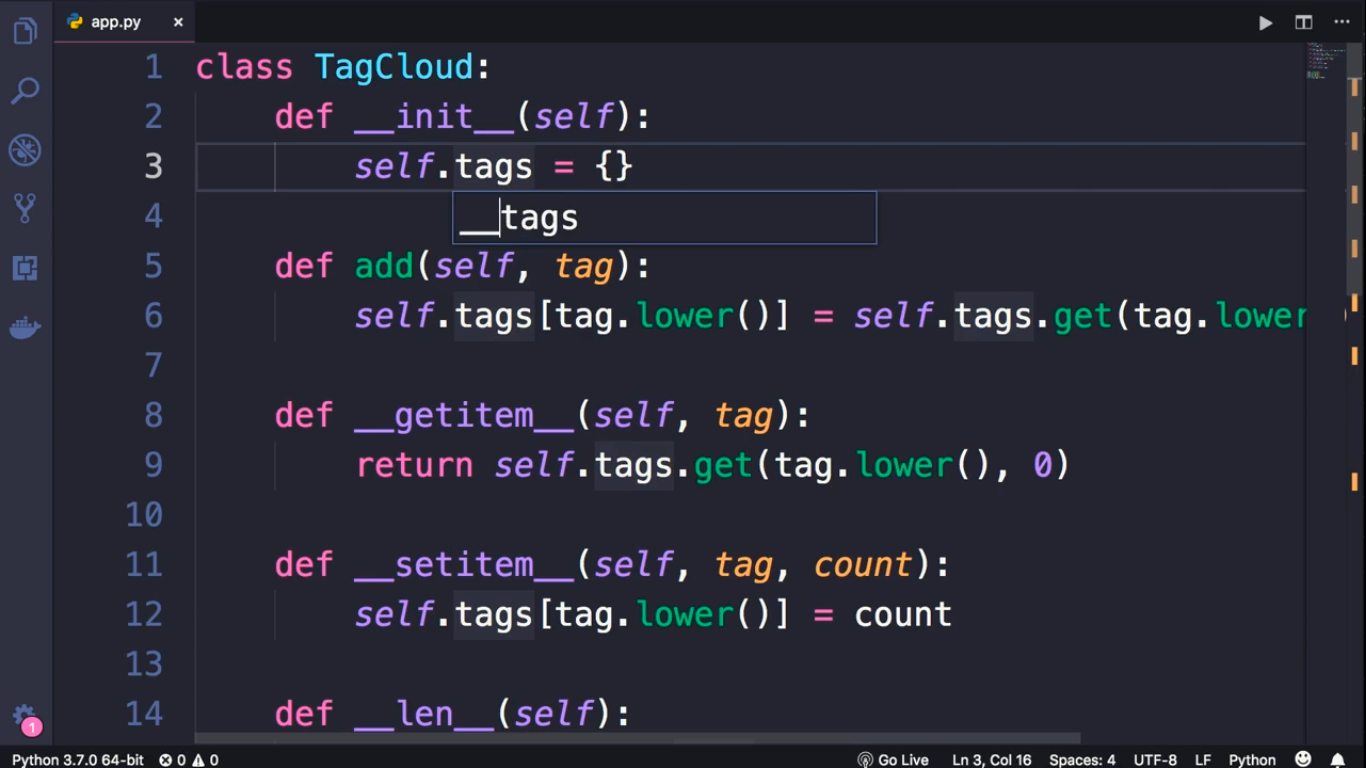 app.py ×
1 class TagCloud:
2     def __init__(self):
3         self.tags = {}
4 __tags
5     def add(self, tag):
6         self.tags[tag.lower()] = self.tags.get(tag.lower
7
8     def __getitem__(self, tag):
9         return self.tags.get(tag.lower(), 0)
10
11     def __setitem__(self, tag, count):
12         self.tags[tag.lower()] = count
13
14     def __len__(self):
1
Python 3.7.0 64-bit 0 0 Go Live Ln 3, Col 16 Spaces: 4 UTF-8 LF Python